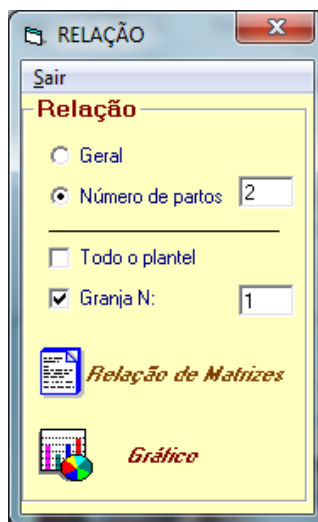 RELAÇÃO
Sair
Relação
Geral
Número de partos 2
Todo o plantel
Granja N: 1
Relação de Matrizes
Gráfico